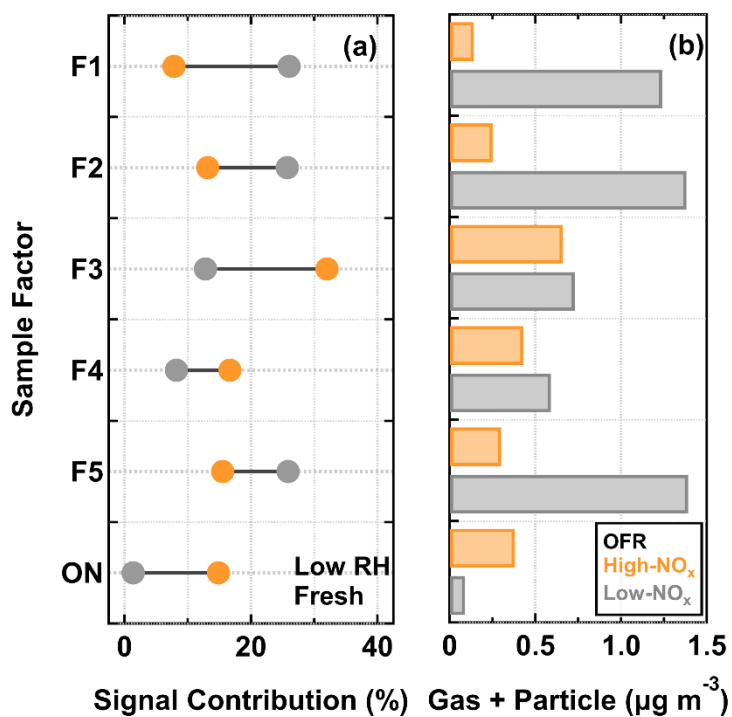 (a)
(b)
F1
F2
F3
F4
F5
ON
Sample Factor
Low RH
Fresh
OFR
High-NOₓ
Low-NOₓ
0 20 40
0 0.5 1.0 1.5
Signal Contribution (%)
Gas + Particle (µg m⁻³)